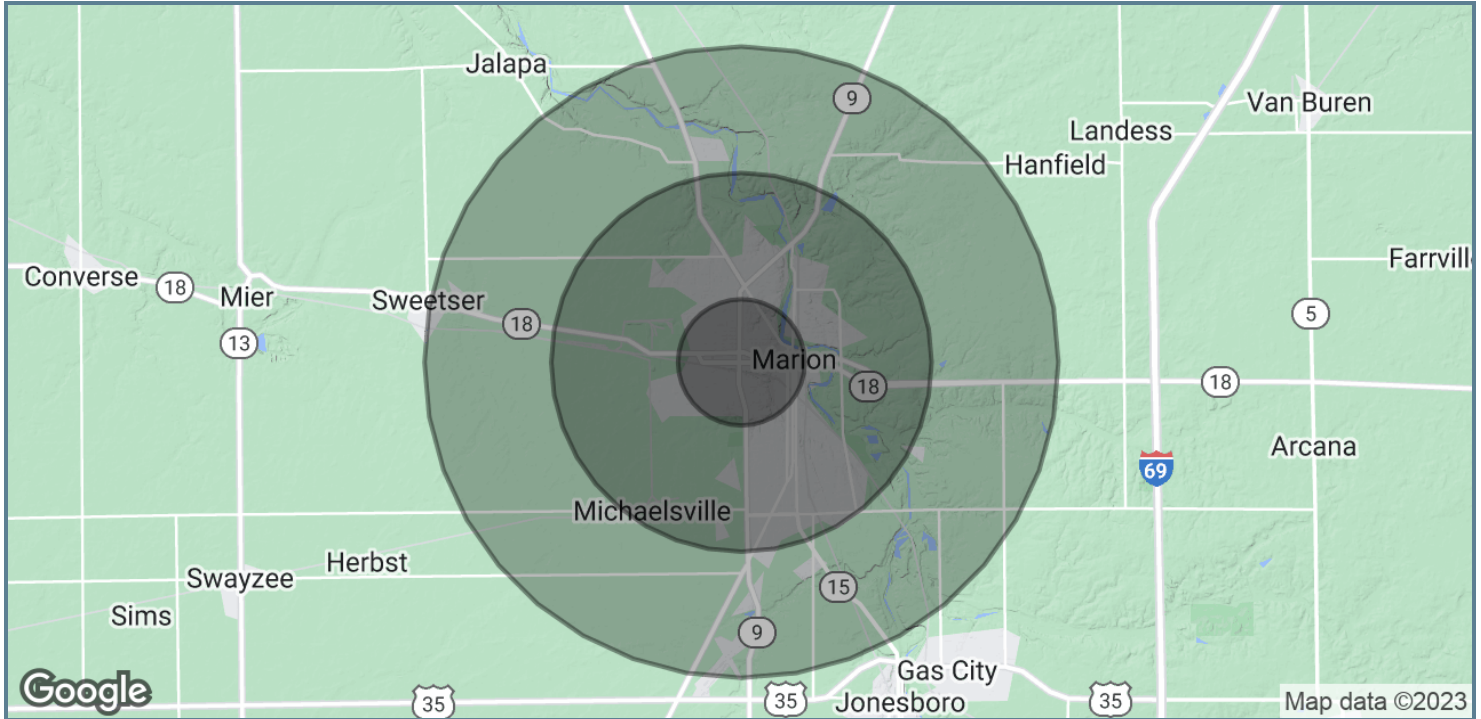 Jalapa
9
Van Buren
Landess
Hanfield
Farrville
Converse
18
Mier
Sweetser
18
5
13
Marion
18
18
Arcana
69
Michaelsville
Herbst
Swayzee
15
Sims
9
Gas City
Google
35
35
Jonesboro
35
Map data ©2023